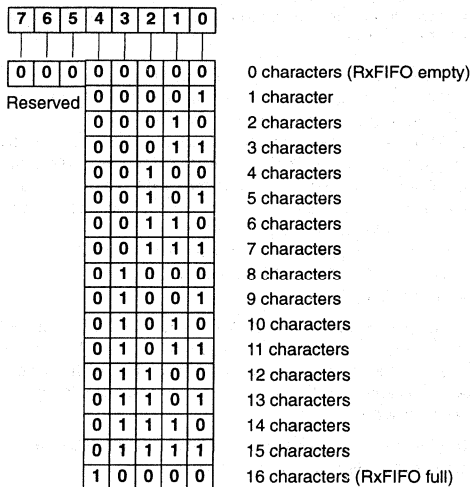 7 6 5 4 3 2 1 0
0 0 0 0 0 0 0 0 0 characters (RxFIFO empty)
Reserved 0 0 0 0 1 1 character
0 0 0 1 0 2 characters
0 0 0 1 1 3 characters
0 0 1 0 0 4 characters
0 0 1 0 1 5 characters
0 0 1 1 0 6 characters
0 0 1 1 1 7 characters
0 1 0 0 0 8 characters
0 1 0 0 1 9 characters
0 1 0 1 0 10 characters
0 1 0 1 1 11 characters
0 1 1 0 0 12 characters
0 1 1 0 1 13 characters
0 1 1 1 0 14 characters
0 1 1 1 1 15 characters
1 0 0 0 0 16 characters (RxFIFO full)